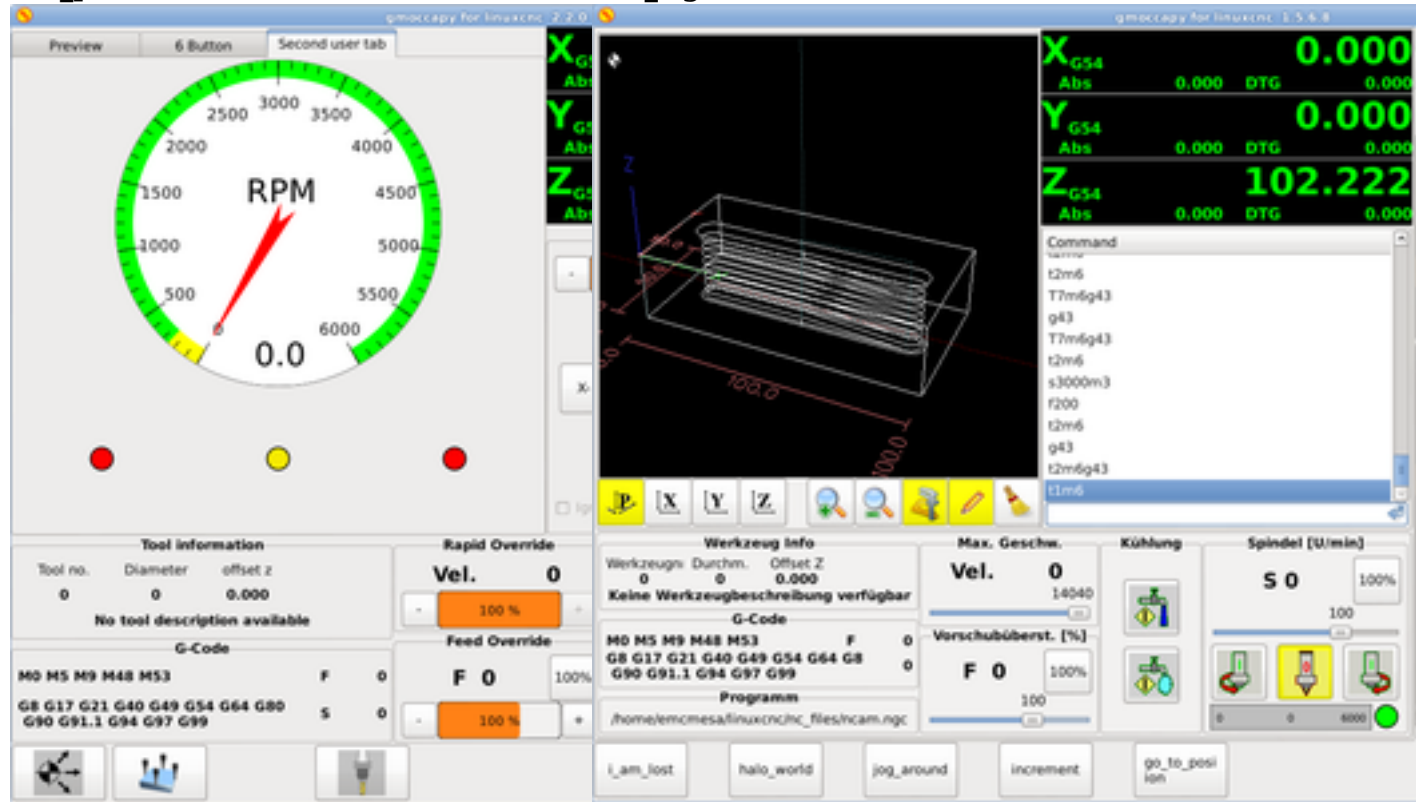 gmoccapy for linuxcnc 2.2.0
Preview
6 Button
Second user tab
3000
2500
3500
2000
4000
1500
RPM
4500
1000
5000
500
5500
0
6000
0.0
X
Abs
Y
Abs
Z
Abs
-
X-
Tool information
Tool no. Diameter offset z
0 0 0.000
No tool description available
G-Code
M0 M5 M9 M48 M53 F 0
G8 G17 G21 G40 G49 G54 G64 G80
G90 G91.1 G94 G97 G99
S 0
Rapid Override
Vel. 0
- 100 % +
Feed Override
F 0 100%
- 100 % +
gmoccapy for linuxcnc 1.5.6.8
Z
100.0
X G54 0.000
Abs 0.000 DTG 0.000
Y G54 0.000
Abs 0.000 DTG 0.000
Z G54 102.222
Abs 0.000 DTG 0.000
Command
t2m6
T7m6g43
g43
T7m6g43
t2m6
s3000m3
f200
t2m6
g43
t2m6g43
t1m6
P X Y Z
Werkzeug Info
Werkzeugn Durchm. Offset Z
0 0 0.000
Keine Werkzeugbeschreibung verfügbar
G-Code
M0 M5 M9 M48 M53 F 0
G8 G17 G21 G40 G49 G54 G64 G8 0
G90 G91.1 G94 G97 G99
Programm
/home/emcmesa/linuxcnc/nc_files/ncam.ngc
Max. Geschw.
Vel. 0
14040
Vorschubüberst. [%]
F 0 100%
100
Kühlung
Spindel [U/min]
S 0 100%
100
0 0 6000
i_am_lost
halo_world
jog_around
increment
go_to_posi
ion